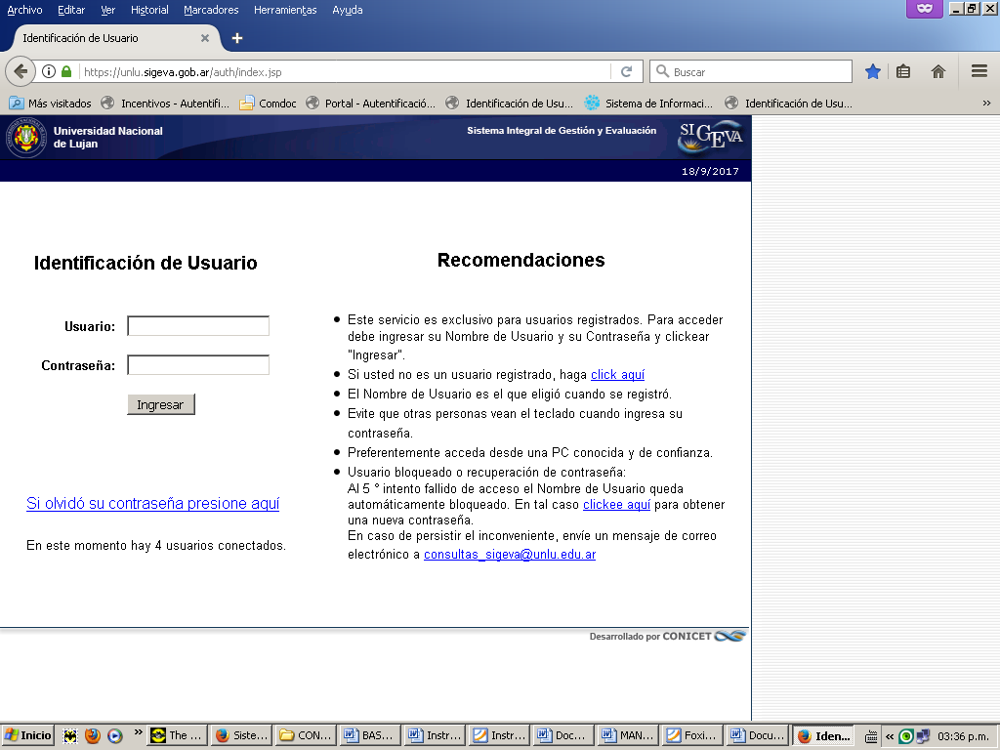 Archivo Editar Ver Historial Marcadores Herramientas Ayuda
Identificación de Usuario
https://unlu.sigeva.gob.ar/auth/index.jsp
Buscar
Más visitados Incentivos - Autentifi... Comdoc Portal - Autentificació... Identificación de Usu... Sistema de Informaci... Identificación de Usu...
Universidad Nacional
de Lujan
Sistema Integral de Gestión y Evaluación
SIGEVA
18/9/2017
Identificación de Usuario
Usuario:
Contraseña:
Ingresar
Si olvidó su contraseña presione aquí
En este momento hay 4 usuarios conectados.
Recomendaciones
Este servicio es exclusivo para usuarios registrados. Para acceder
debe ingresar su Nombre de Usuario y su Contraseña y clickear
"Ingresar".
Si usted no es un usuario registrado, haga click aquí
El Nombre de Usuario es el que eligió cuando se registró.
Evite que otras personas vean el teclado cuando ingresa su
contraseña.
Preferentemente acceda desde una PC conocida y de confianza.
Usuario bloqueado o recuperación de contraseña:
Al 5 ° intento fallido de acceso el Nombre de Usuario queda
automáticamente bloqueado. En tal caso clickee aquí para obtener
una nueva contraseña.
En caso de persistir el inconveniente, envíe un mensaje de correo
electrónico a consultas_sigeva@unlu.edu.ar
Desarrollado por CONICET
Inicio The ... Siste... CON... BAS... Instr... Instr... Doc... MAN... Foxi... Docu... Iden... 03:36 p.m.